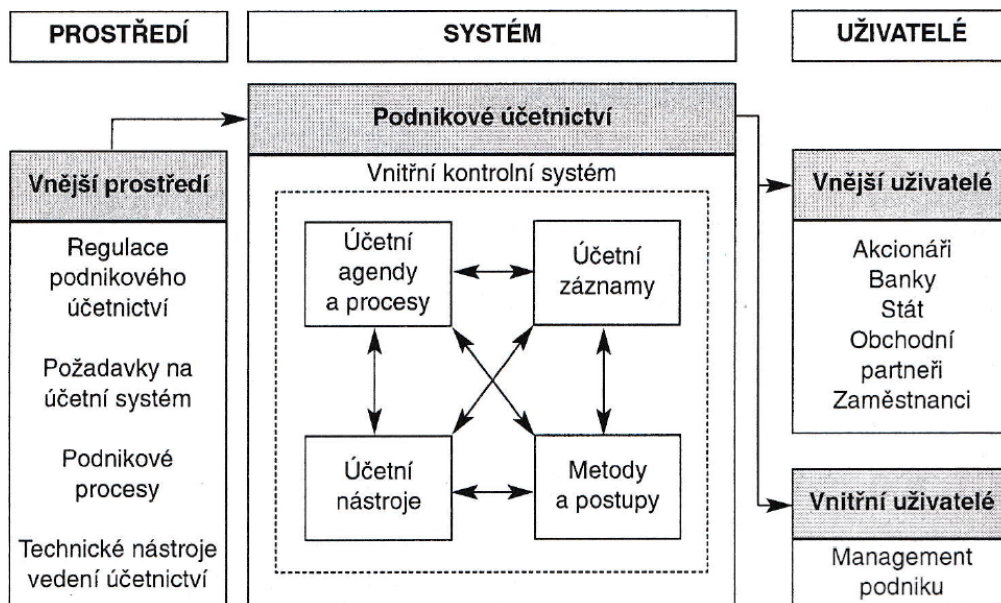 PROSTŘEDÍ
SYSTÉM
UŽIVATELÉ
Podnikové účetnictví
Vnější prostředí
Regulace
podnikového
účetnictví
Požadavky na
účetní systém
Podnikové
procesy
Technické nástroje
vedení účetnictví
Vnitřní kontrolní systém
Účetní
agendy
a procesy
Účetní
záznamy
Účetní
nástroje
Metody
a postupy
Vnější uživatelé
Akcionáři
Banky
Stát
Obchodní
partneři
Zaměstnanci
Vnitřní uživatelé
Management
podniku